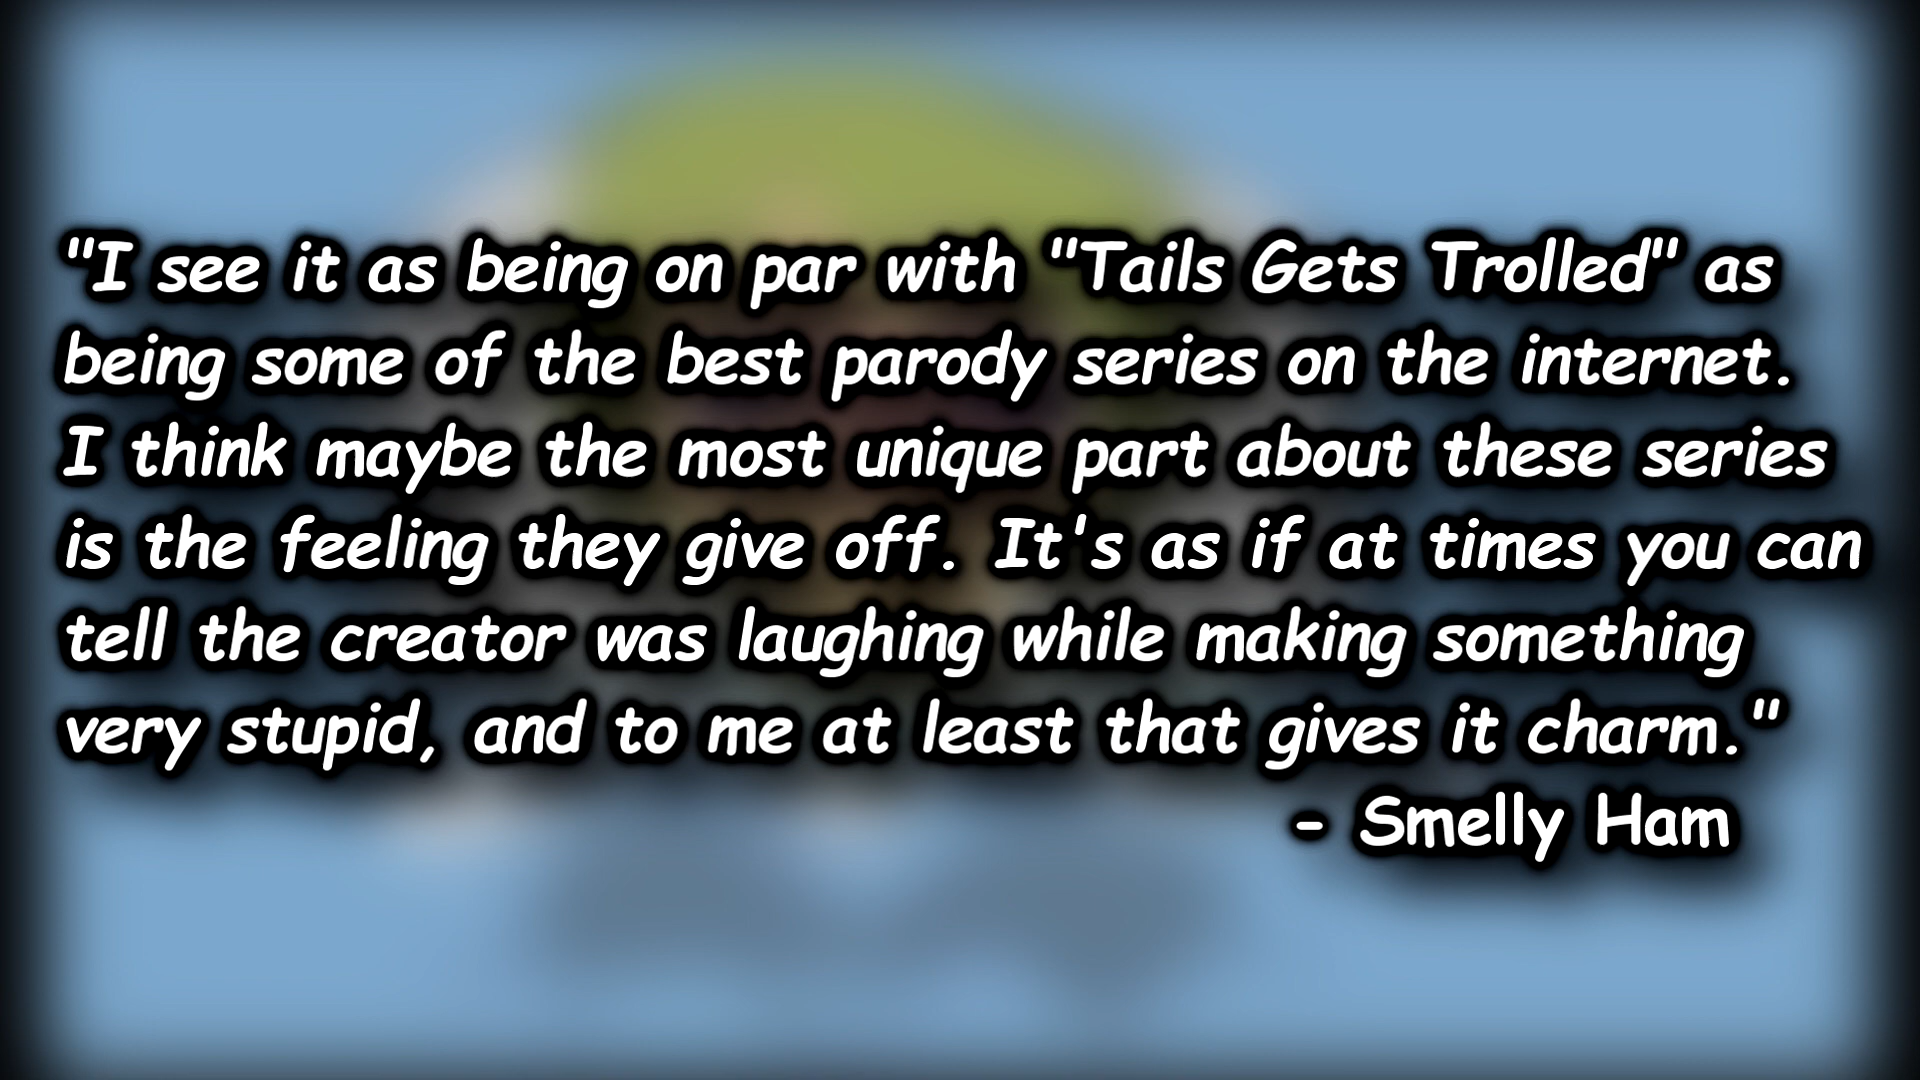 "I see it as being on par with "Tails Gets Trolled" as
being some of the best parody series on the internet.
I think maybe the most unique part about these series
is the feeling they give off. It's as if at times you can
tell the creator was laughing while making something
very stupid, and to me at least that gives it charm."
- Smelly Ham